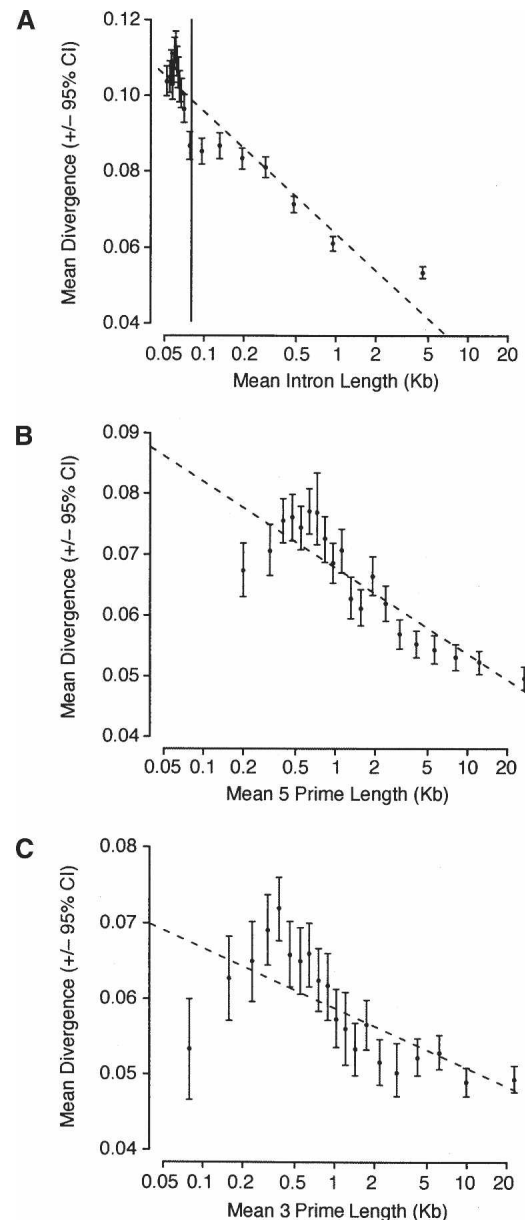 A
Mean Divergence (+/− 95% CI)
0.12
0.10
0.08
0.06
0.04
0.05 0.1 0.2 0.5 1 2 5 10 20
Mean Intron Length (Kb)
B
Mean Divergence (+/− 95% CI)
0.09
0.08
0.07
0.06
0.05
0.04
0.05 0.1 0.2 0.5 1 2 5 10 20
Mean 5 Prime Length (Kb)
C
Mean Divergence (+/− 95% CI)
0.08
0.07
0.06
0.05
0.04
0.05 0.1 0.2 0.5 1 2 5 10 20
Mean 3 Prime Length (Kb)